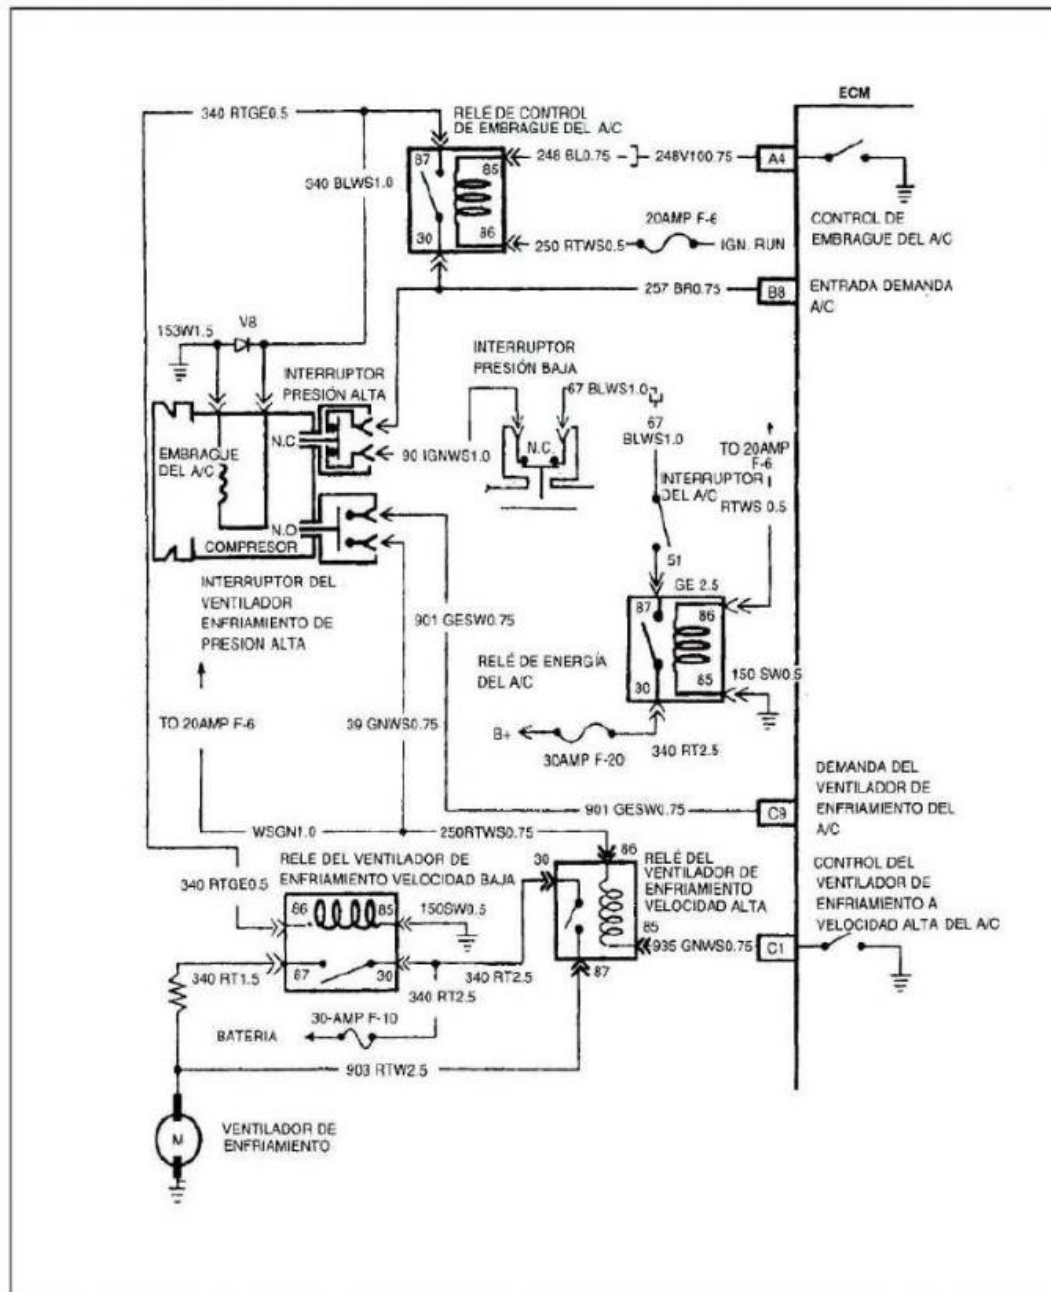 ECM
340 RTGE0.5
RELÉ DE CONTROL
DE EMBRAGUE DEL A/C
87
85
30
86
248 BL0.75
248V100.75
A4
340 BLWS1.0
20AMP F-6
250 RTWS0.5
IGN. RUN
CONTROL DE
EMBRAGUE DEL A/C
257 BR0.75
B8
ENTRADA DEMANDA
A/C
153W1.5
V8
INTERRUPTOR
PRESIÓN ALTA
INTERRUPTOR
PRESIÓN BAJA
67 BLWS1.0
67
BLWS1.0
N.C
N.C.
90 IGNWS1.0
EMBRAGUE
DEL A/C
TO 20AMP
F-6
INTERRUPTOR
DEL A/C
RTWS 0.5
N.O
COMPRESOR
51
GE 2.5
INTERRUPTOR DEL
VENTILADOR
ENFRIAMIENTO DE
PRESION ALTA
901 GESW0.75
87
86
30
85
RELÉ DE ENERGÍA
DEL A/C
150 SW0.5
TO 20AMP F-6
39 GNWS0.75
B+
30AMP F-20
340 RT2.5
901 GESW0.75
C9
DEMANDA DEL
VENTILADOR DE
ENFRIAMIENTO DEL
A/C
WSGN1.0
250RTWS0.75
RELE DEL VENTILADOR DE
ENFRIAMIENTO VELOCIDAD BAJA
30
86
RELÉ DEL
VENTILADOR DE
ENFRIAMIENTO
VELOCIDAD ALTA
85
87
CONTROL DEL
VENTILADOR DE
ENFRIAMIENTO A
VELOCIDAD ALTA DEL A/C
340 RTGE0.5
86
85
150SW0.5
935 GNWS0.75
C1
340 RT1.5
87
30
340 RT2.5
340 RT2.5
30-AMP F-10
BATERIA
903 RTW2.5
M
VENTILADOR DE
ENFRIAMIENTO